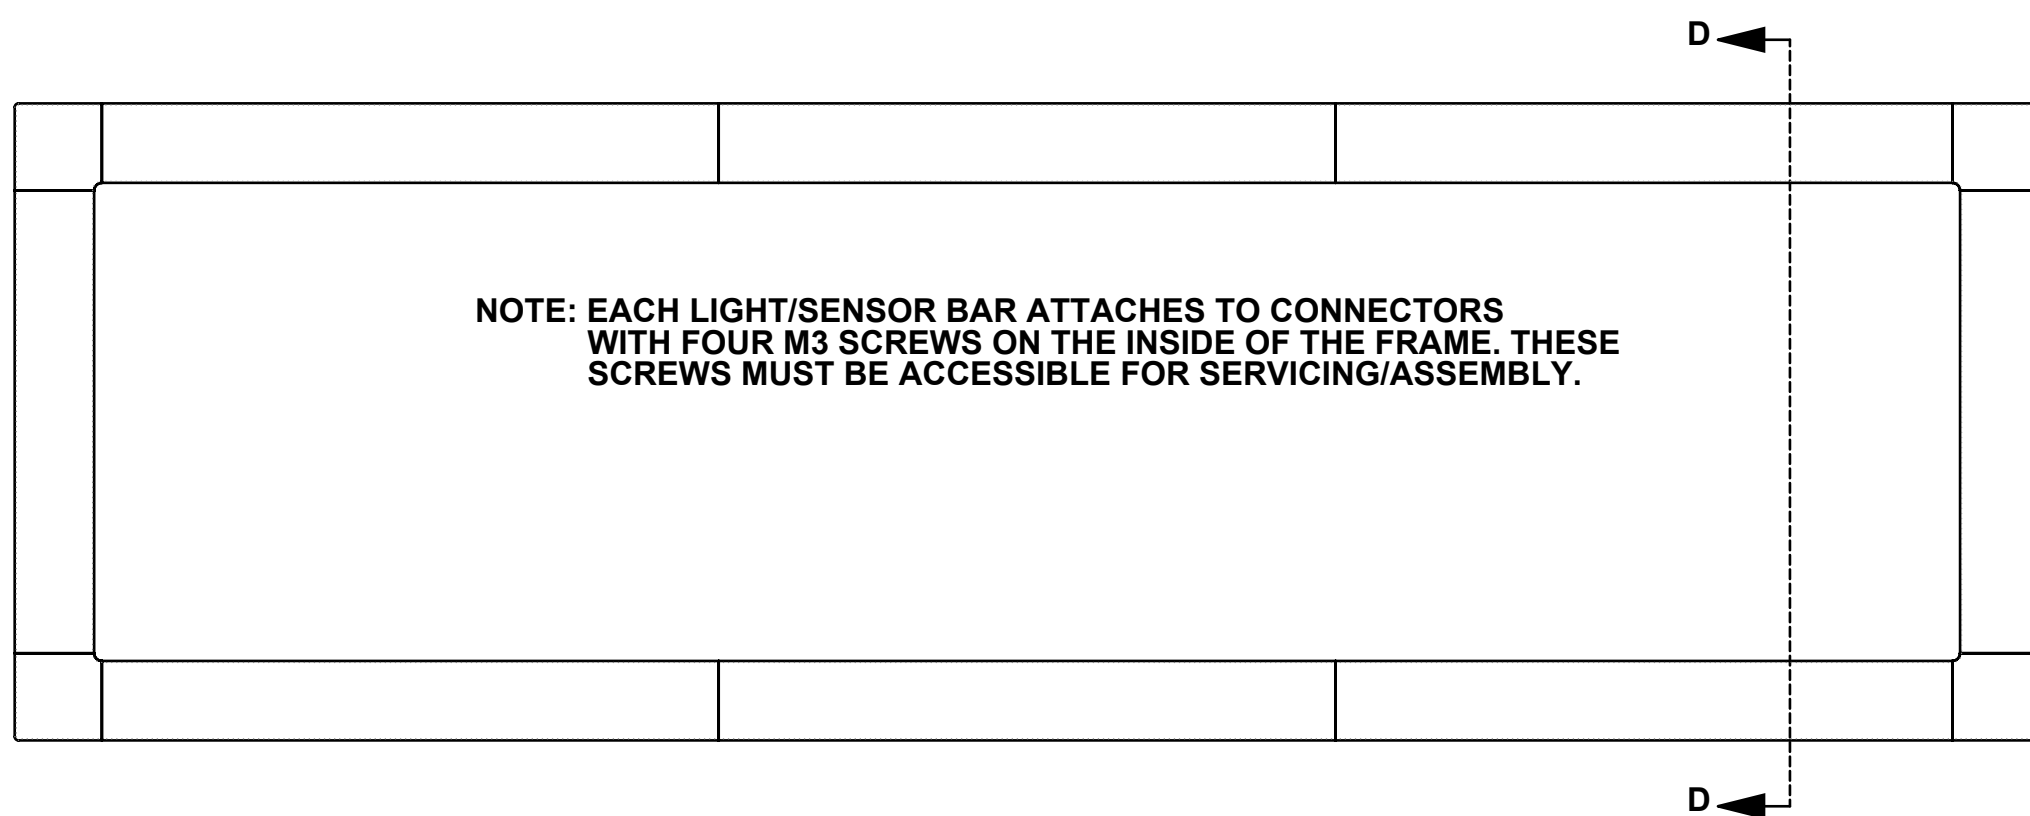 D
NOTE: EACH LIGHT/SENSOR BAR ATTACHES TO CONNECTORS
WITH FOUR M3 SCREWS ON THE INSIDE OF THE FRAME. THESE
SCREWS MUST BE ACCESSIBLE FOR SERVICING/ASSEMBLY.
D